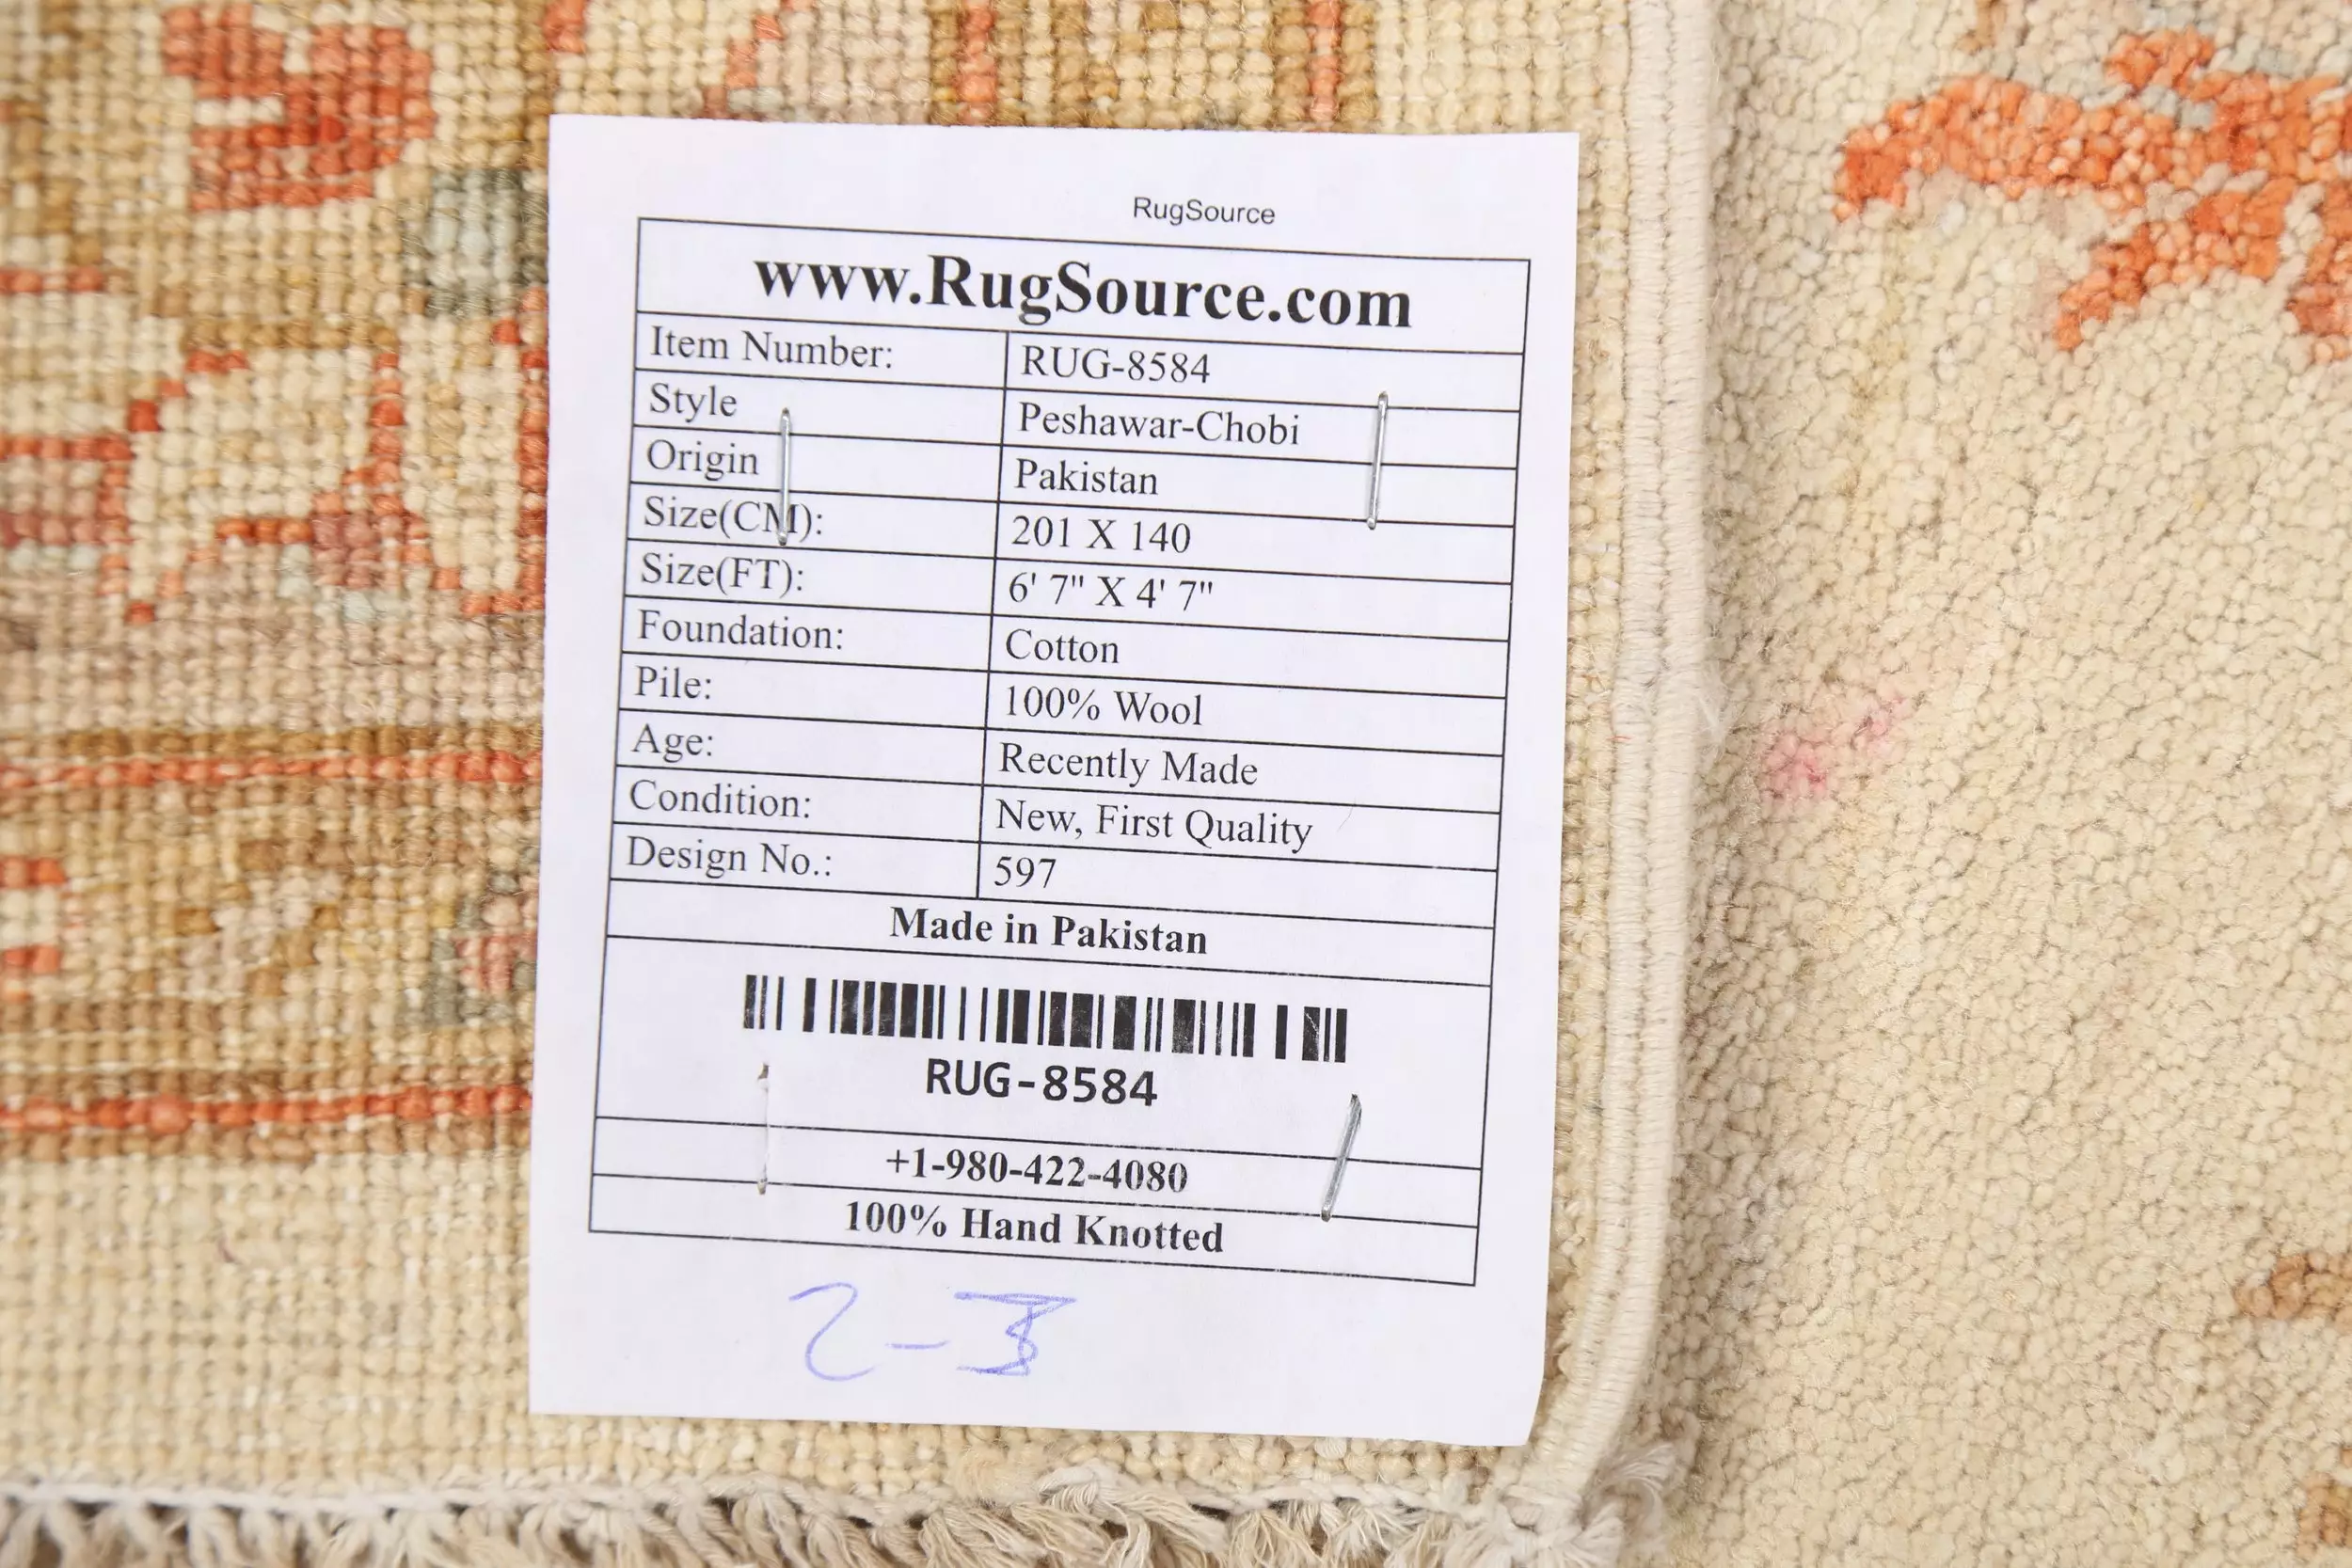 RugSource
www.RugSource.com
Item Number: RUG-8584
Style Peshawar-Chobi
Origin Pakistan
Size(CM): 201 X 140
Size(FT): 6' 7" X 4' 7"
Foundation: Cotton
Pile: 100% Wool
Age: Recently Made
Condition: New, First Quality
Design No.: 597
Made in Pakistan
RUG-8584
+1-980-422-4080
100% Hand Knotted